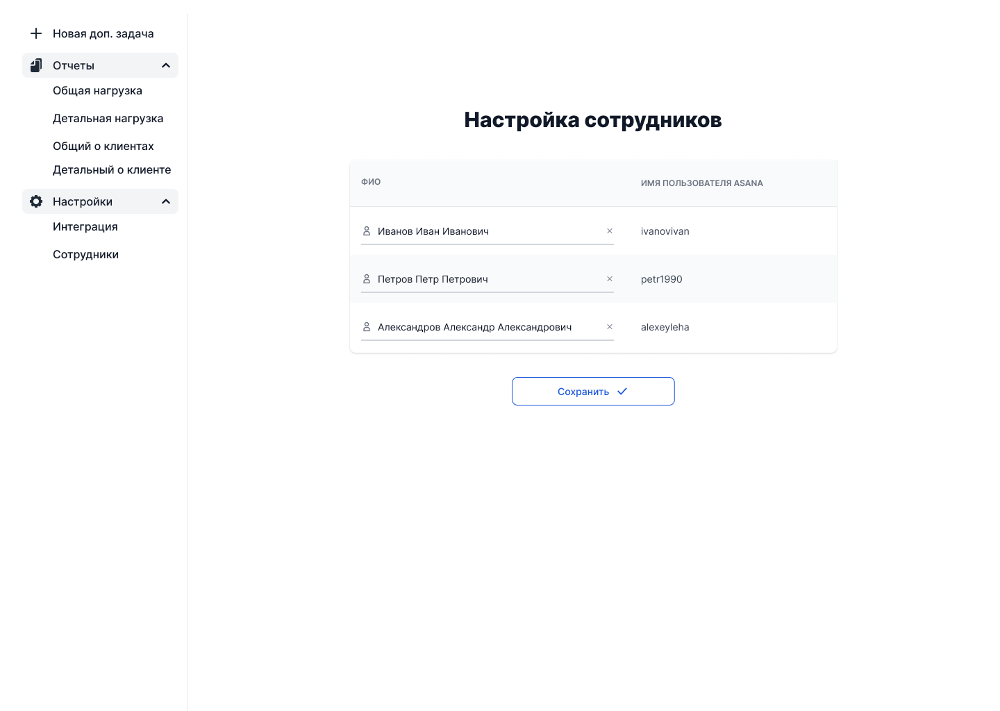 Новая доп. задача
Отчеты
Общая нагрузка
Детальная нагрузка
Общий о клиентах
Детальный о клиенте
Настройки
Интеграция
Сотрудники
Настройка сотрудников
ФИО ИМЯ ПОЛЬЗОВАТЕЛЯ ASANA
Иванов Иван Иванович ivanovivan
Петров Петр Петрович petr1990
Александров Александр Александрович alexeyleha
Сохранить